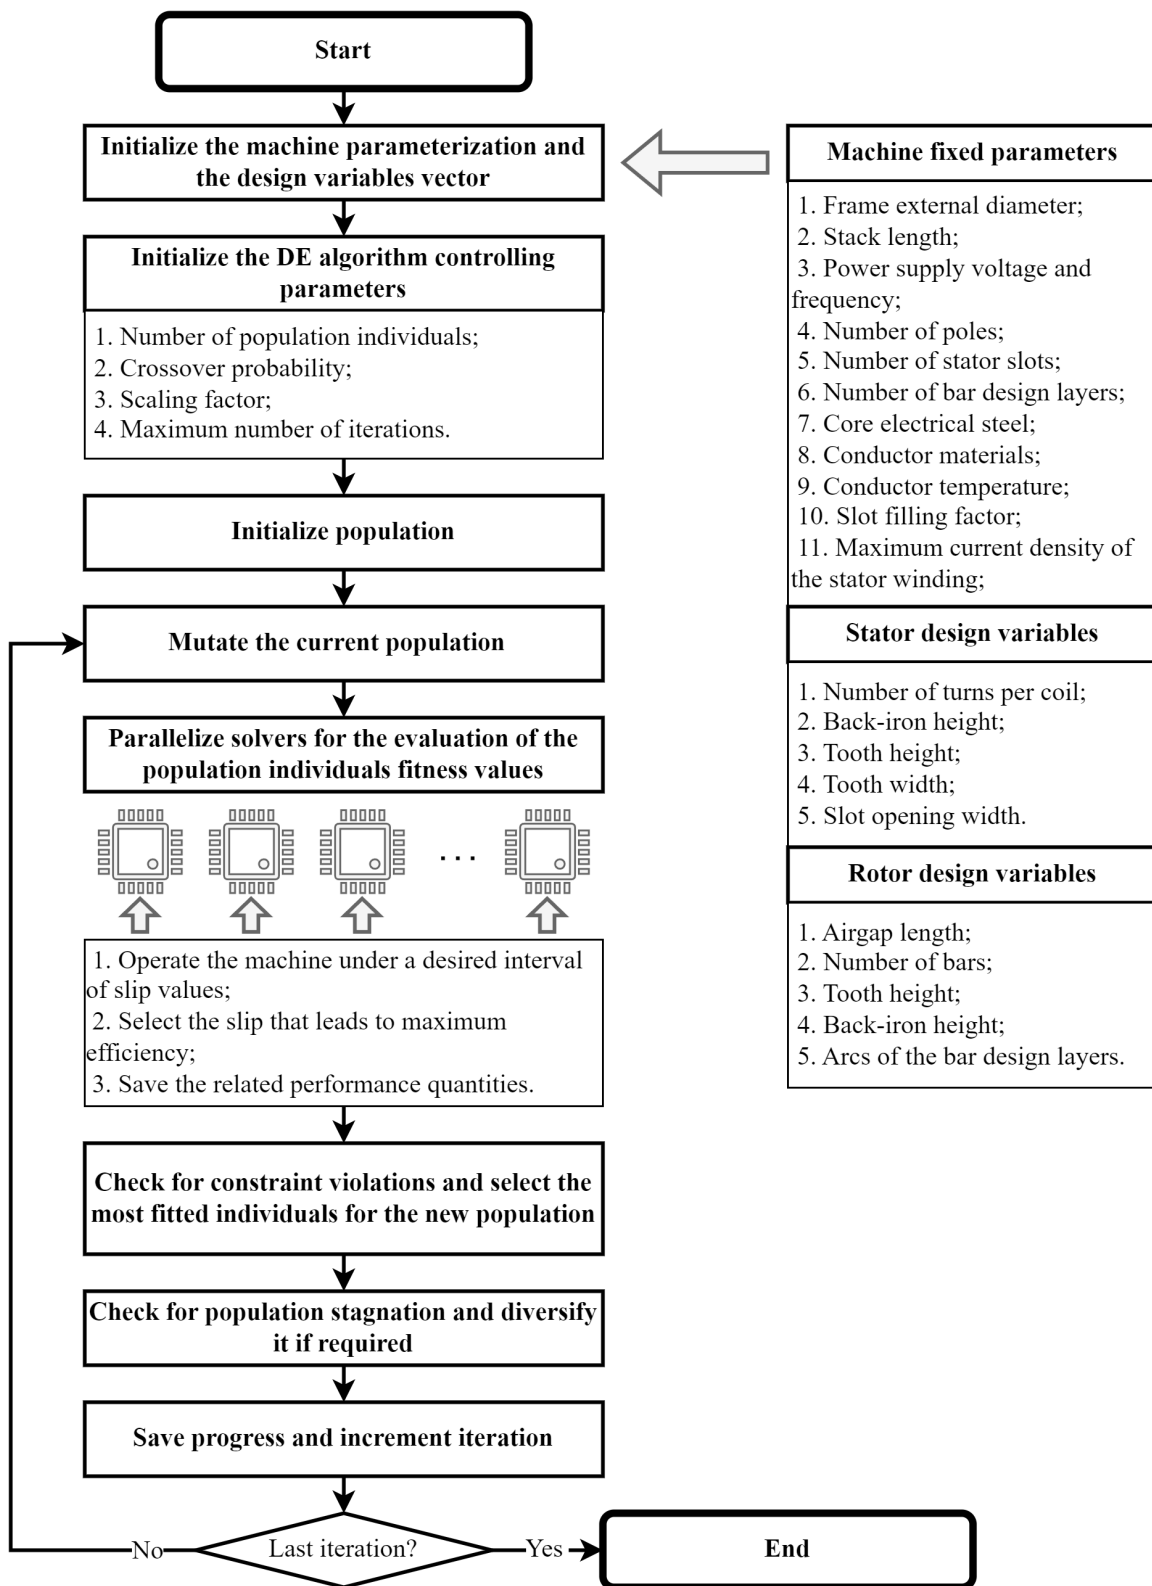 Start
Initialize the machine parameterization and
the design variables vector
Initialize the DE algorithm controlling
parameters
1. Number of population individuals;
2. Crossover probability;
3. Scaling factor;
4. Maximum number of iterations.
Initialize population
Mutate the current population
Parallelize solvers for the evaluation of the
population individuals fitness values
...
1. Operate the machine under a desired interval
of slip values;
2. Select the slip that leads to maximum
efficiency;
3. Save the related performance quantities.
Check for constraint violations and select the
most fitted individuals for the new population
Check for population stagnation and diversify
it if required
Save progress and increment iteration
Last iteration?
No
Yes
End
Machine fixed parameters
1. Frame external diameter;
2. Stack length;
3. Power supply voltage and
frequency;
4. Number of poles;
5. Number of stator slots;
6. Number of bar design layers;
7. Core electrical steel;
8. Conductor materials;
9. Conductor temperature;
10. Slot filling factor;
11. Maximum current density of
the stator winding;
Stator design variables
1. Number of turns per coil;
2. Back-iron height;
3. Tooth height;
4. Tooth width;
5. Slot opening width.
Rotor design variables
1. Airgap length;
2. Number of bars;
3. Tooth height;
4. Back-iron height;
5. Arcs of the bar design layers.